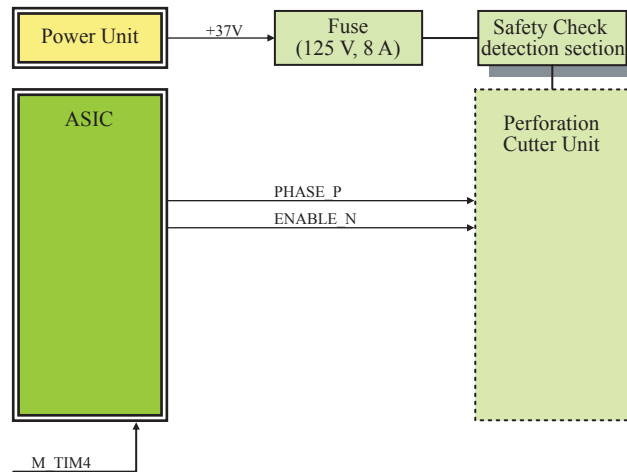 Power Unit
+37V
Fuse
(125 V, 8 A)
Safety Check
detection section
ASIC
Perforation
Cutter Unit
PHASE_P
ENABLE_N
M_TIM4